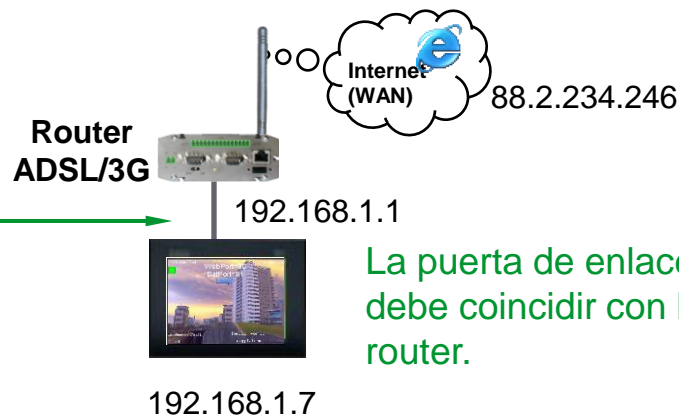 Internet
(WAN)
88.2.234.246
Router
ADSL/3G
192.168.1.1
La puerta de enlace
debe coincidir con l
router.
192.168.1.7